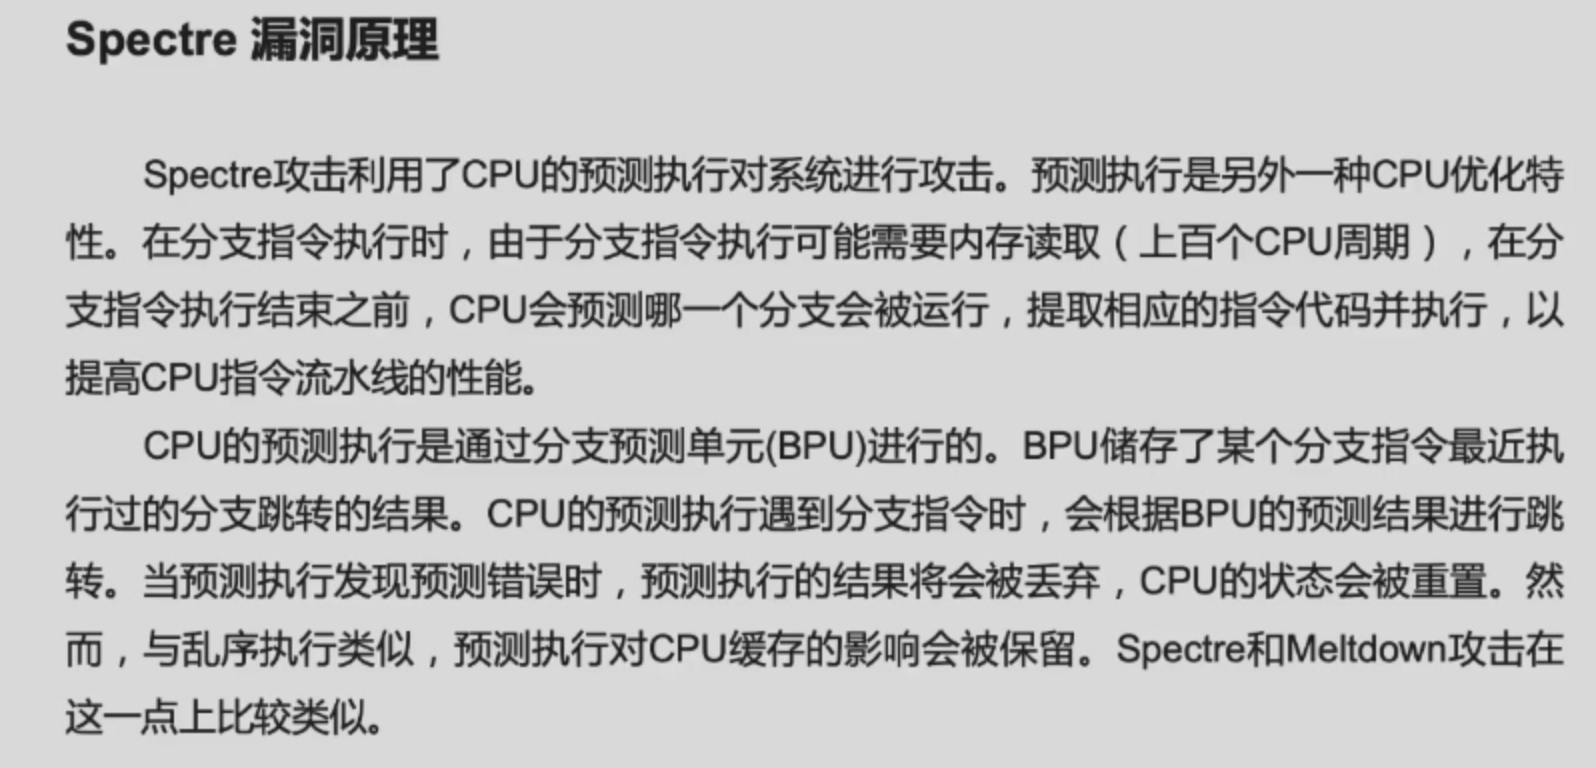 Spectre 漏洞原理
Spectre攻击利用了CPU的预测执行对系统进行攻击。预测执行是另外一种CPU优化特
性。在分支指令执行时，由于分支指令执行可能需要内存读取（上百个CPU周期），在分
支指令执行结束之前，CPU会预测哪一个分支会被运行，提取相应的指令代码并执行，以
提高CPU指令流水线的性能。
CPU的预测执行是通过分支预测单元(BPU)进行的。BPU储存了某个分支指令最近执
行过的分支跳转的结果。CPU的预测执行遇到分支指令时，会根据BPU的预测结果进行跳
转。当预测执行发现预测错误时，预测执行的结果将会被丢弃，CPU的状态会被重置。然
而，与乱序执行类似，预测执行对CPU缓存的影响会被保留。Spectre和Meltdown攻击在
这一点上比较类似。